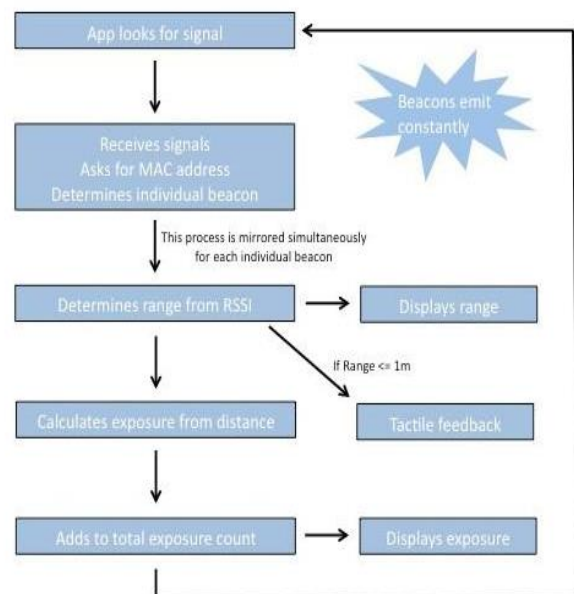 App looks for signal
Beacons emit
constantly
Receives signals
Asks for MAC address
Determines individual beacon
This process is mirrored simultaneously
for each individual beacon
Determines range from RSSI
Displays range
If Range <= 1m
Calculates exposure from distance
Tactile feedback
Adds to total exposure count
Displays exposure